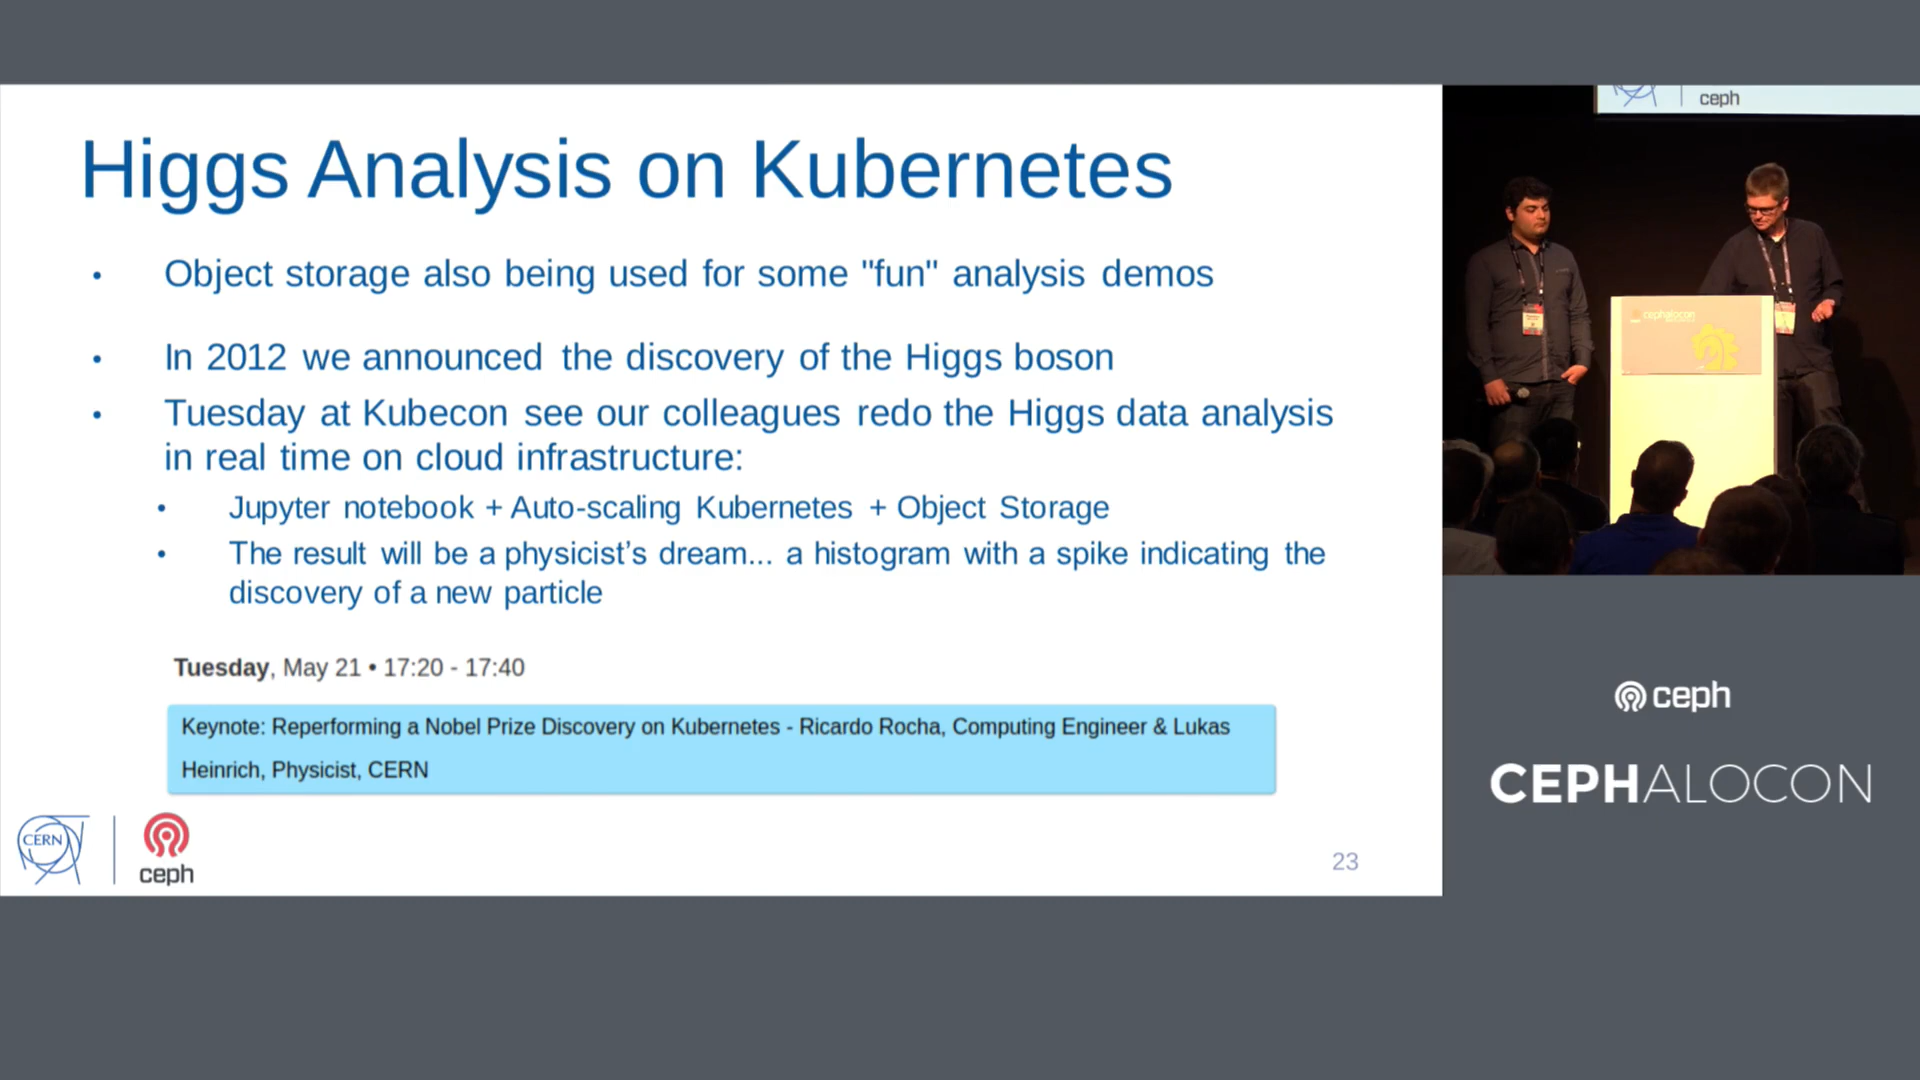 Higgs Analysis on Kubernetes
• Object storage also being used for some "fun" analysis demos
• In 2012 we announced the discovery of the Higgs boson
• Tuesday at Kubecon see our colleagues redo the Higgs data analysis
in real time on cloud infrastructure:
• Jupyter notebook + Auto-scaling Kubernetes + Object Storage
• The result will be a physicist’s dream... a histogram with a spike indicating the
discovery of a new particle
Tuesday, May 21 • 17:20 - 17:40
Keynote: Reperforming a Nobel Prize Discovery on Kubernetes - Ricardo Rocha, Computing Engineer & Lukas
Heinrich, Physicist, CERN
CERN
ceph
23
ceph
cephalocon
ceph
CEPHALOCON